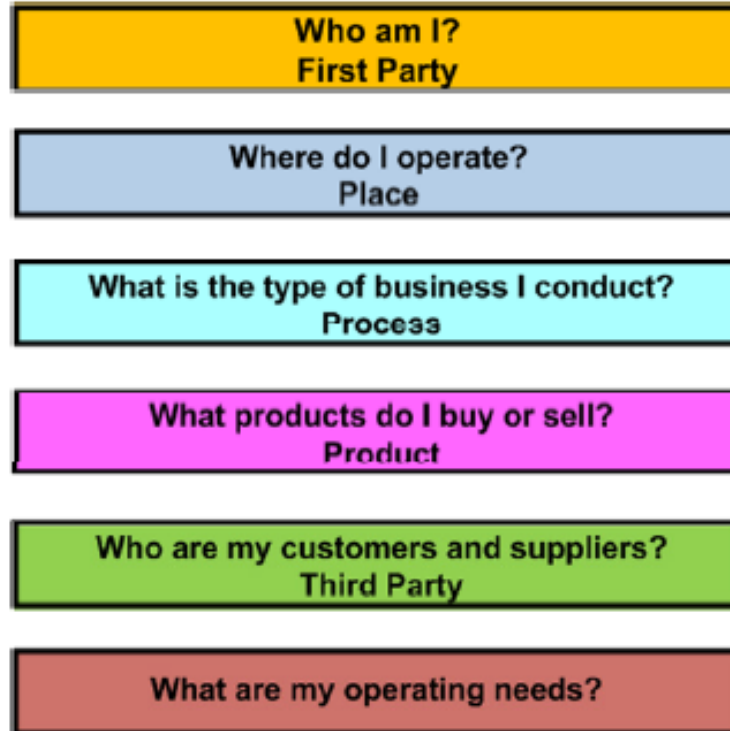 Who am I?
First Party
Where do I operate?
Place
What is the type of business I conduct?
Process
What products do I buy or sell?
Product
Who are my customers and suppliers?
Third Party
What are my operating needs?